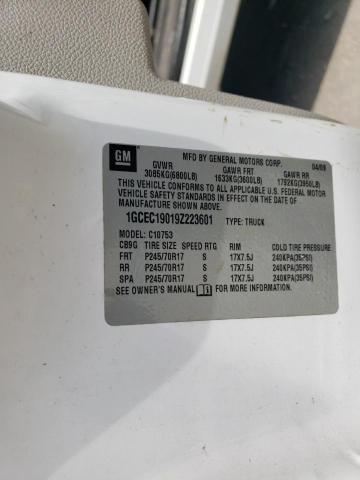 GM
MFD BY GENERAL MOTORS CORP. 04/09
GVWR GAWR FRT GAWR RR
3085KG(6800LB) 1633KG(3600LB) 1792KG(3950LB)
THIS VEHICLE CONFORMS TO ALL APPLICABLE U.S. FEDERAL MOTOR
VEHICLE SAFETY STANDARDS IN EFFECT ON THE DATE OF
MANUFACTURE SHOWN ABOVE.
1GCEC19019Z223601 TYPE: TRUCK
MODEL: C10753
CB9G TIRE SIZE SPEED RTG RIM COLD TIRE PRESSURE
FRT P245/70R17 S 17X7.5J 240KPA(35PSI)
RR P245/70R17 S 17X7.5J 240KPA(35PSI)
SPA P245/70R17 S 17X7.5J 240KPA(35PSI)
SEE OWNER'S MANUAL FOR MORE INFORMATION.